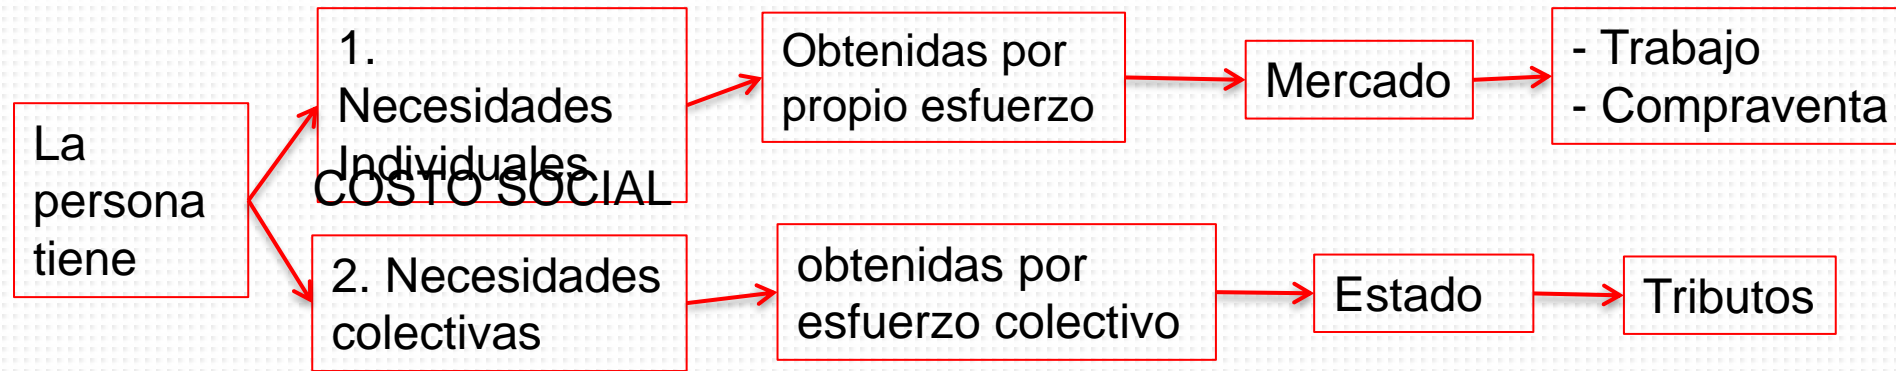 La
persona
tiene
1.
Necesidades
Individuales
COSTO SOCIAL
Obtenidas por
propio esfuerzo
Mercado
- Trabajo
- Compraventa
2. Necesidades
colectivas
obtenidas por
esfuerzo colectivo
Estado
Tributos